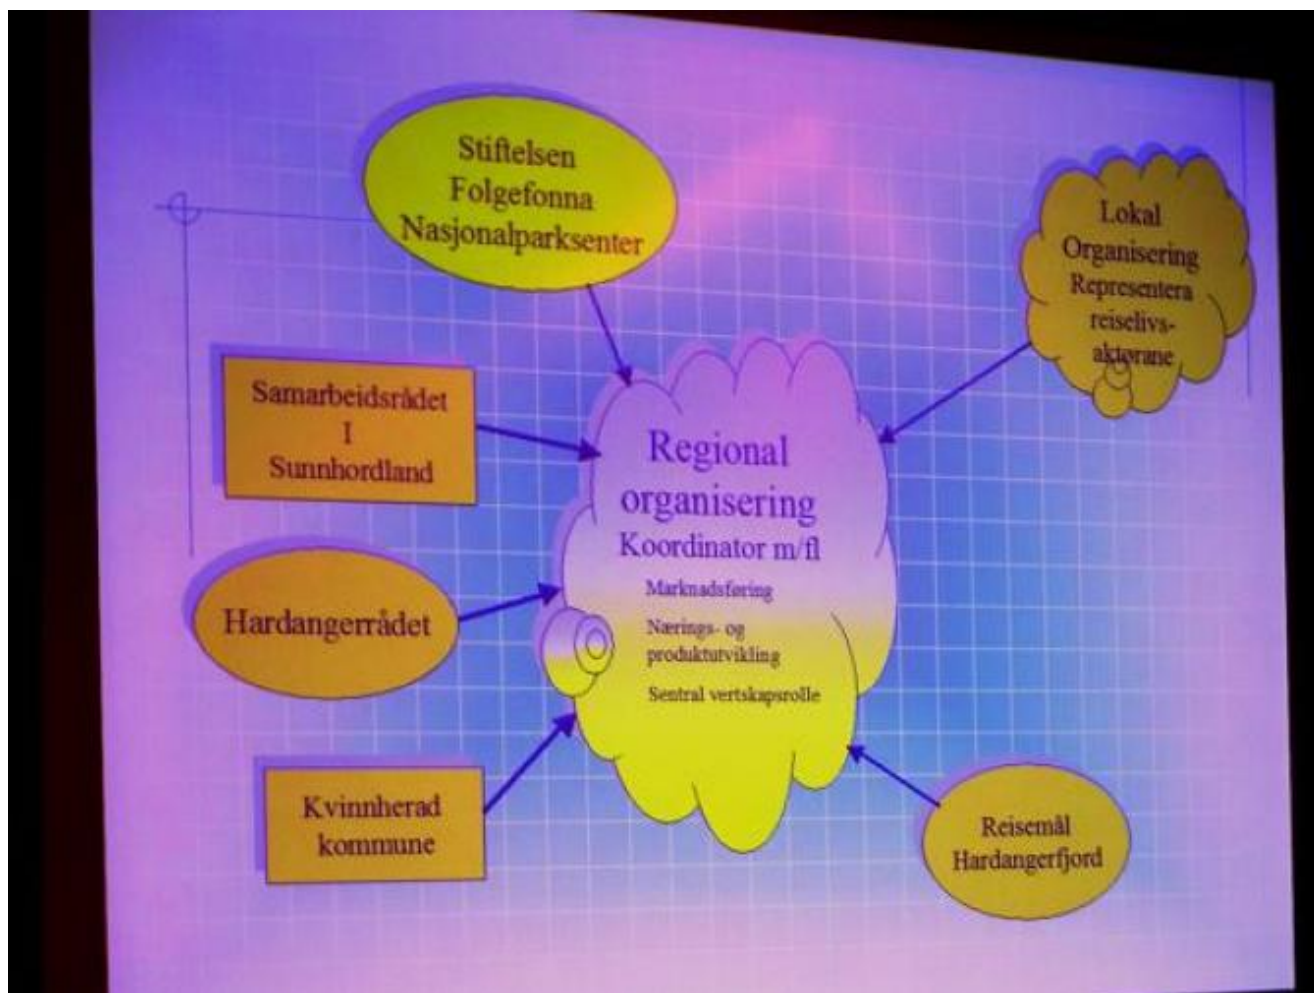 Stiftelsen
Folgefonna
Nasjonalparksenter
Lokal
Organisering
Representera
reiselivs-
aktørane
Samarbeidsrådet
I
Sunnhordland
Regional
organisering
Koordinator m/fl
Marknadsføring
Nærings- og
produktutvikling
Sentral vertskapsrolle
Hardangerrådet
Kvinnherad
kommune
Reisemål
Hardangerfjord